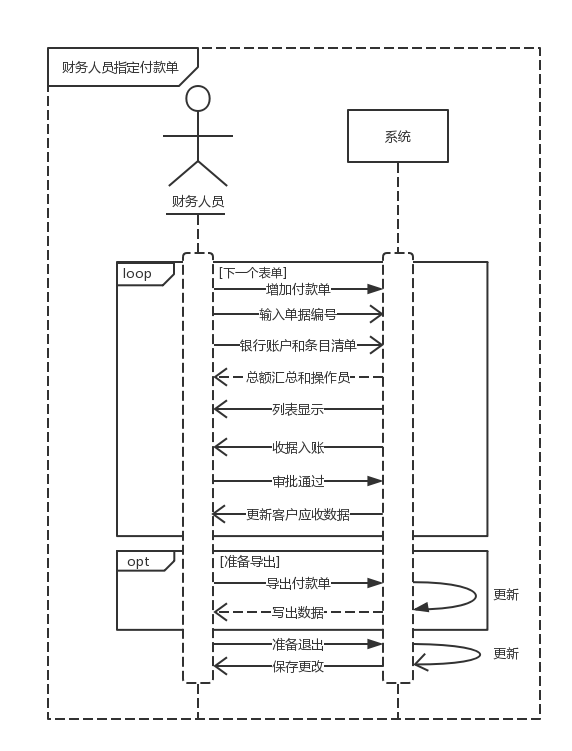 财务人员指定付款单
系统
财务人员
loop
[下一个表单]
增加付款单
输入单据编号
银行账户和条目清单
总额汇总和操作员
列表显示
收据入账
审批通过
更新客户应收数据
opt
[准备导出]
导出付款单
更新
写出数据
准备退出
更新
保存更改